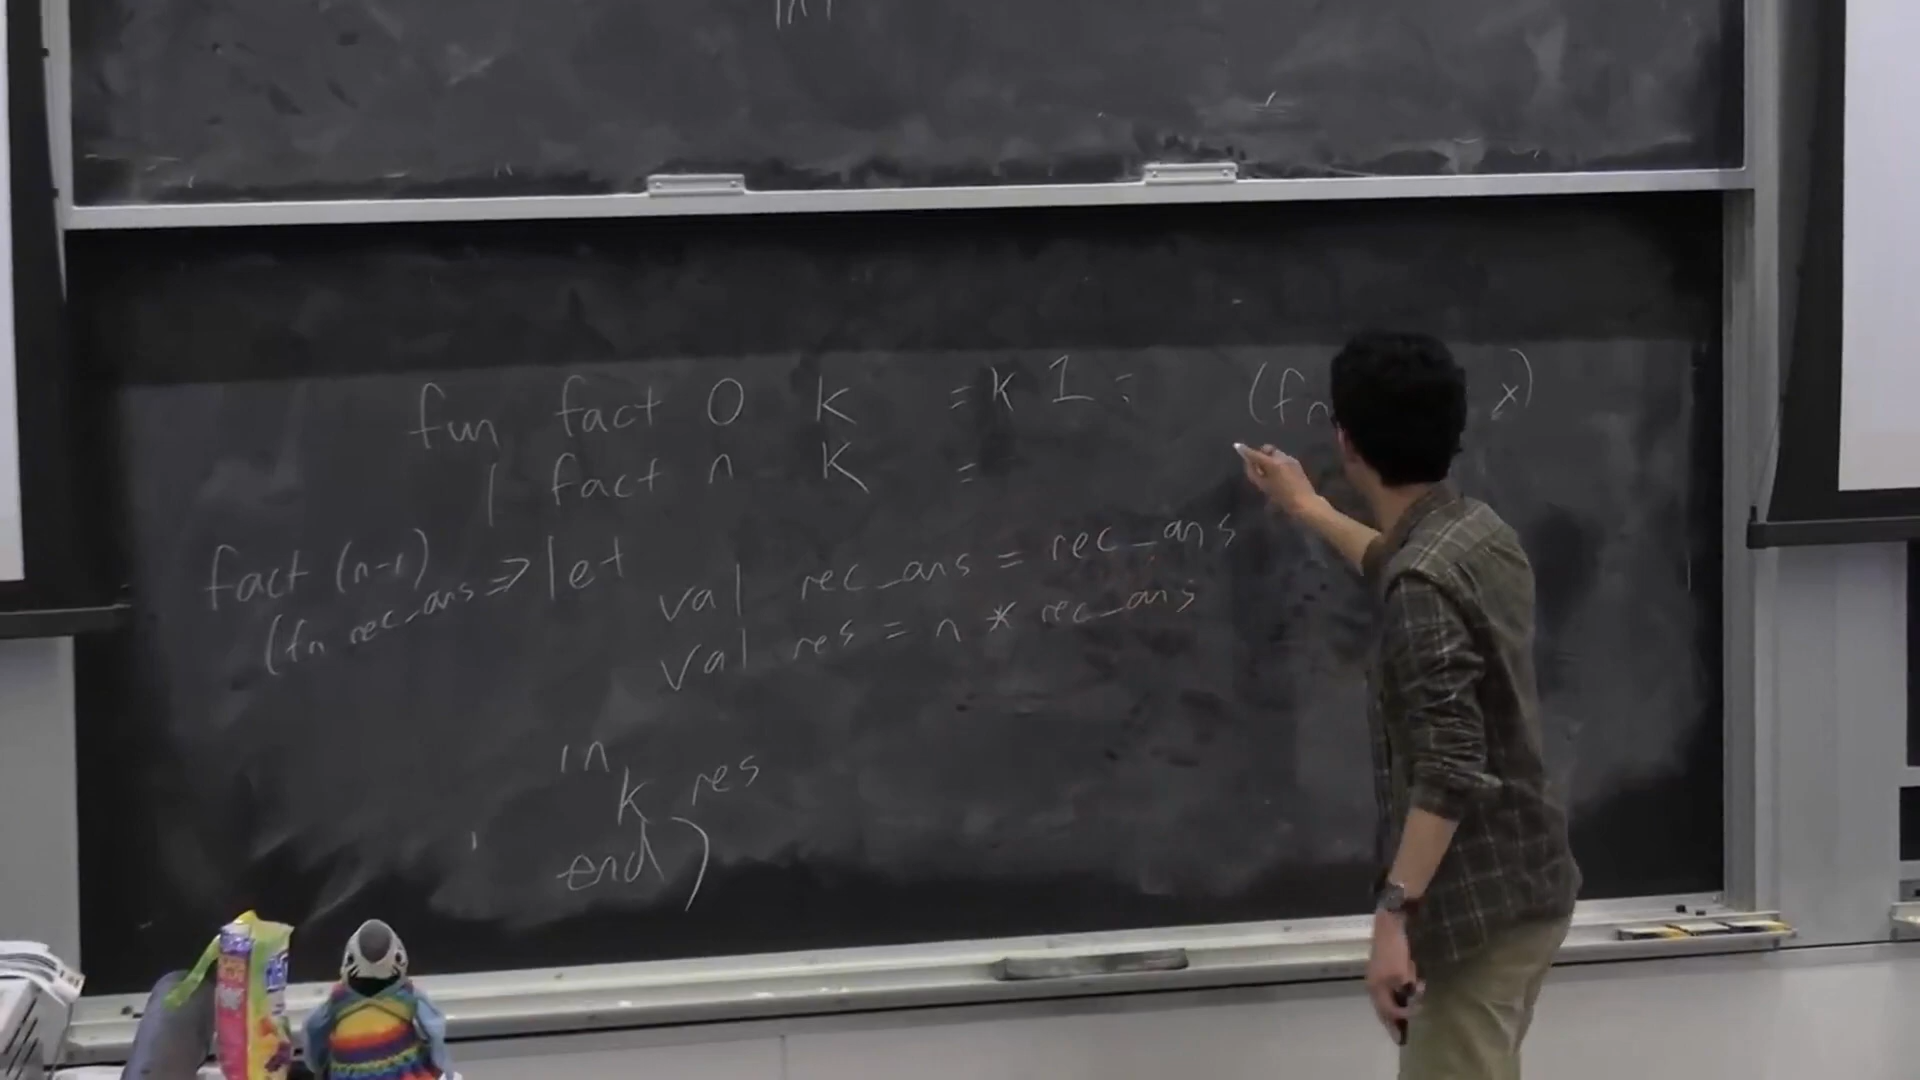 fun fact 0 k = k 1 = (fn x)
| fact n k =
fact (n-1)
(fn rec_ans => let
val rec_ans = rec_ans
val res = n * rec_ans
in
k res
end)